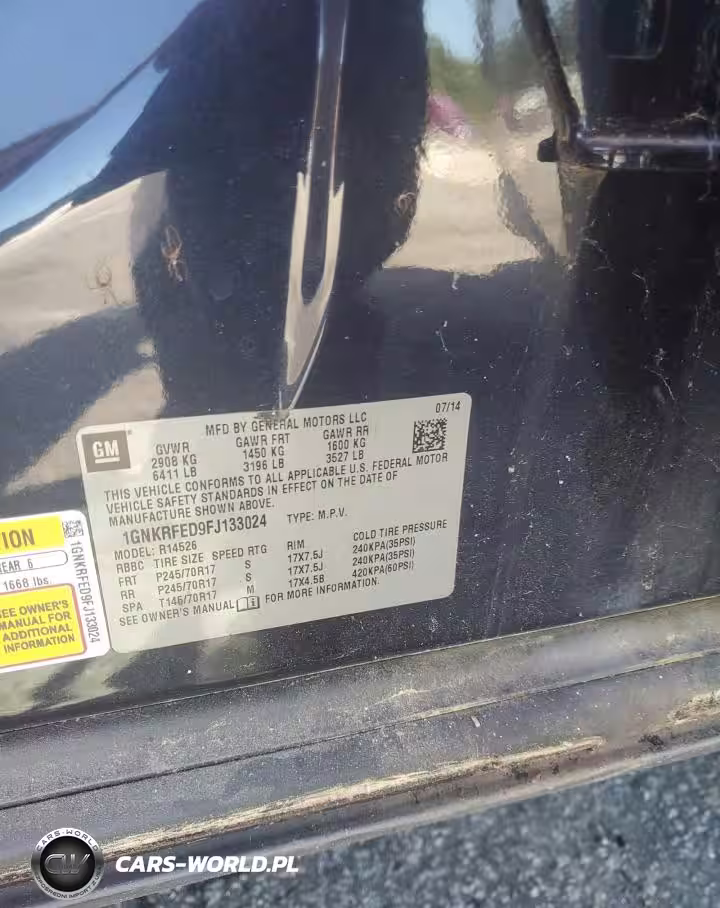 07/14
MFD BY GENERAL MOTORS LLC
GM
GVWR GAWR FRT GAWR RR
2908 KG 1450 KG 1600 KG
6411 LB 3196 LB 3527 LB
THIS VEHICLE CONFORMS TO ALL APPLICABLE U.S. FEDERAL MOTOR
VEHICLE SAFETY STANDARDS IN EFFECT ON THE DATE OF
MANUFACTURE SHOWN ABOVE.
1GNKRFED9FJ133024 TYPE: M.P.V.
MODEL: R14526
RBBC TIRE SIZE SPEED RTG RIM COLD TIRE PRESSURE
FRT P245/70R17 S 17X7.5J 240KPA(35PSI)
RR P245/70R17 S 17X7.5J 240KPA(35PSI)
SPA T146/70R17 M 17X4.5B 420KPA(60PSI)
SEE OWNER'S MANUAL FOR MORE INFORMATION.
ION
EAR 6
1668 lbs.
SEE OWNER'S
MANUAL FOR
ADDITIONAL
INFORMATION
1GNKRFED9FJ133024
CARS-WORLD
CW
CARS-WORLD.PL